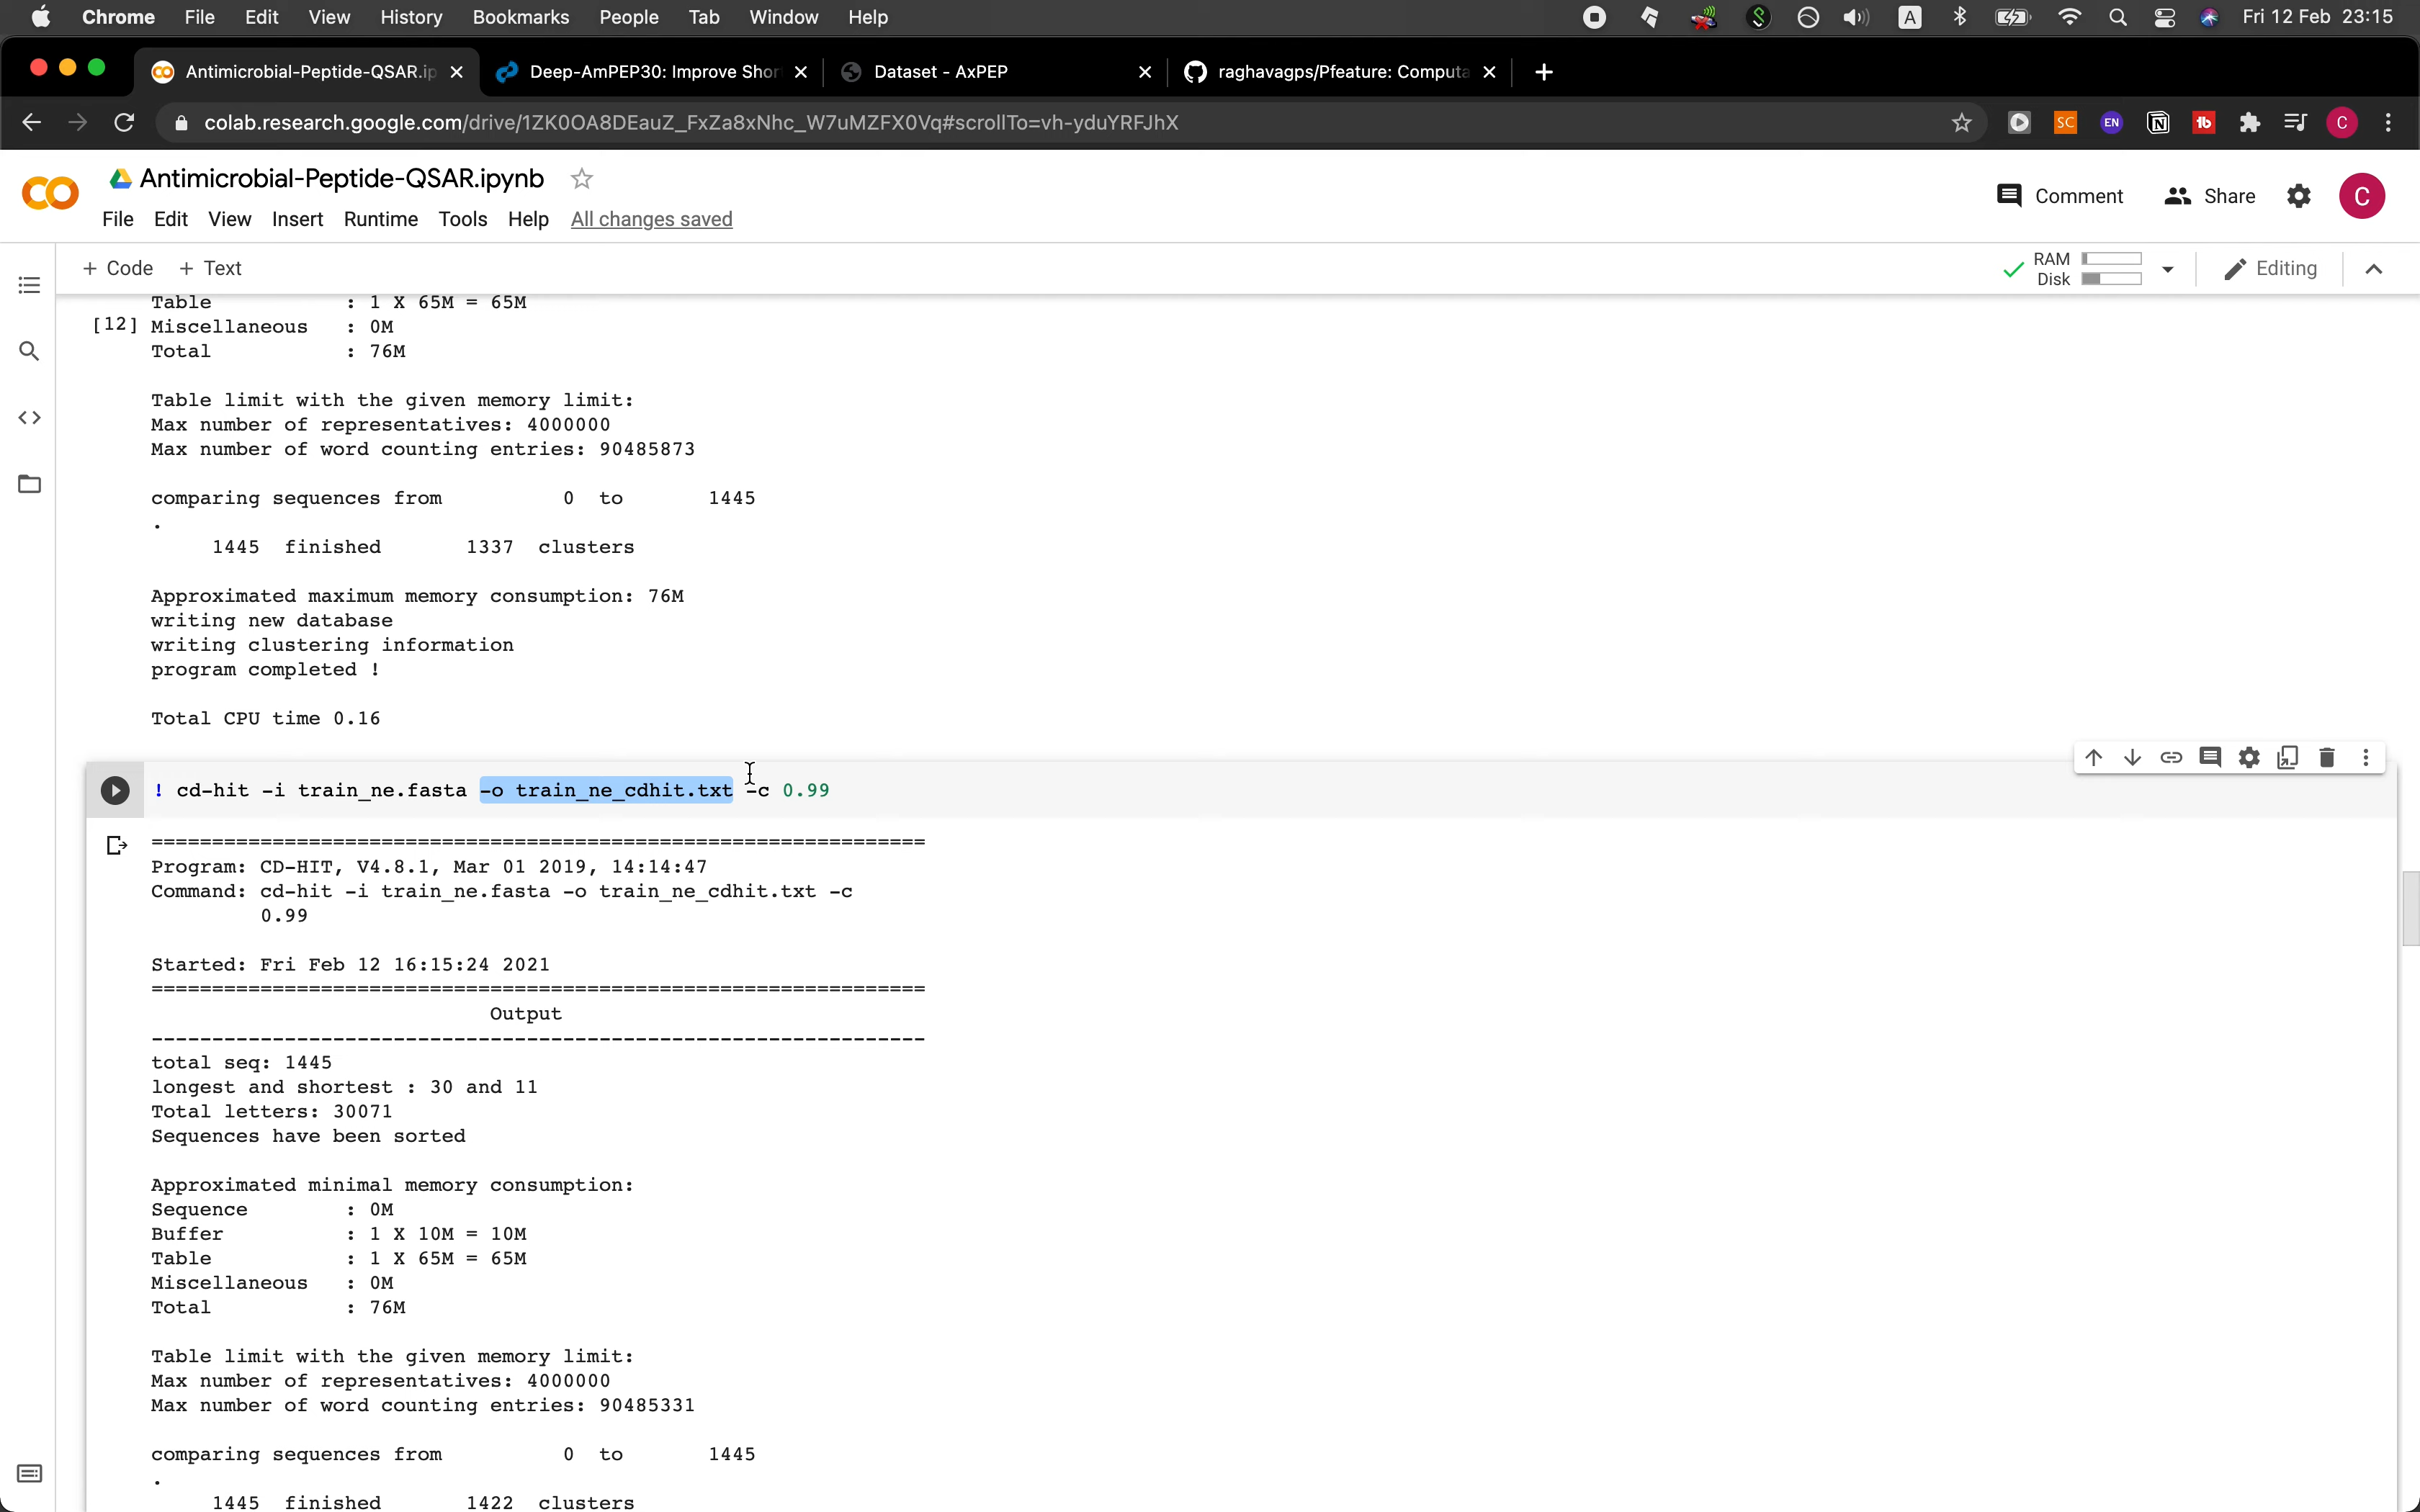 Chrome File Edit View History Bookmarks People Tab Window Help A Fri 12 Feb 23:15
Antimicrobial-Peptide-QSAR.ip Deep-AmPEP30: Improve Shor Dataset - AxPEP raghavagps/Pfeature: Computa
colab.research.google.com/drive/1ZK0OA8DEauZ_FxZa8xNhc_W7uMZFX0Vq#scrollTo=vh-yduYRFJhX SC EN N tb C
Antimicrobial-Peptide-QSAR.ipynb
Comment Share C
File Edit View Insert Runtime Tools Help All changes saved
+ Code + Text RAM Disk Editing
Table : 1 X 65M = 65M
[12] Miscellaneous : 0M
Total : 76M
Table limit with the given memory limit:
Max number of representatives: 4000000
Max number of word counting entries: 90485873
comparing sequences from 0 to 1445
.
1445 finished 1337 clusters
Approximated maximum memory consumption: 76M
writing new database
writing clustering information
program completed !
Total CPU time 0.16
! cd-hit -i train_ne.fasta -o train_ne_cdhit.txt -c 0.99
================================================================
Program: CD-HIT, V4.8.1, Mar 01 2019, 14:14:47
Command: cd-hit -i train_ne.fasta -o train_ne_cdhit.txt -c
0.99
Started: Fri Feb 12 16:15:24 2021
================================================================
Output
----------------------------------------------------------------
total seq: 1445
longest and shortest : 30 and 11
Total letters: 30071
Sequences have been sorted
Approximated minimal memory consumption:
Sequence : 0M
Buffer : 1 X 10M = 10M
Table : 1 X 65M = 65M
Miscellaneous : 0M
Total : 76M
Table limit with the given memory limit:
Max number of representatives: 4000000
Max number of word counting entries: 90485331
comparing sequences from 0 to 1445
.
1445 finished 1422 clusters